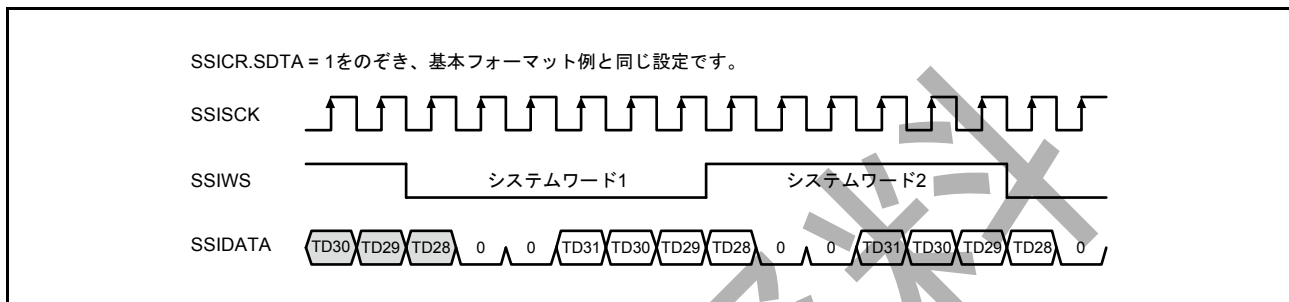 SSICR.SDTA = 1をのぞき、基本フォーマット例と同じ設定です。
SSISCK
SSIWS システムワード1 システムワード2
SSIDATA TD30 TD29 TD28 0 0 TD31 TD30 TD29 TD28 0 0 TD31 TD30 TD29 TD28 0